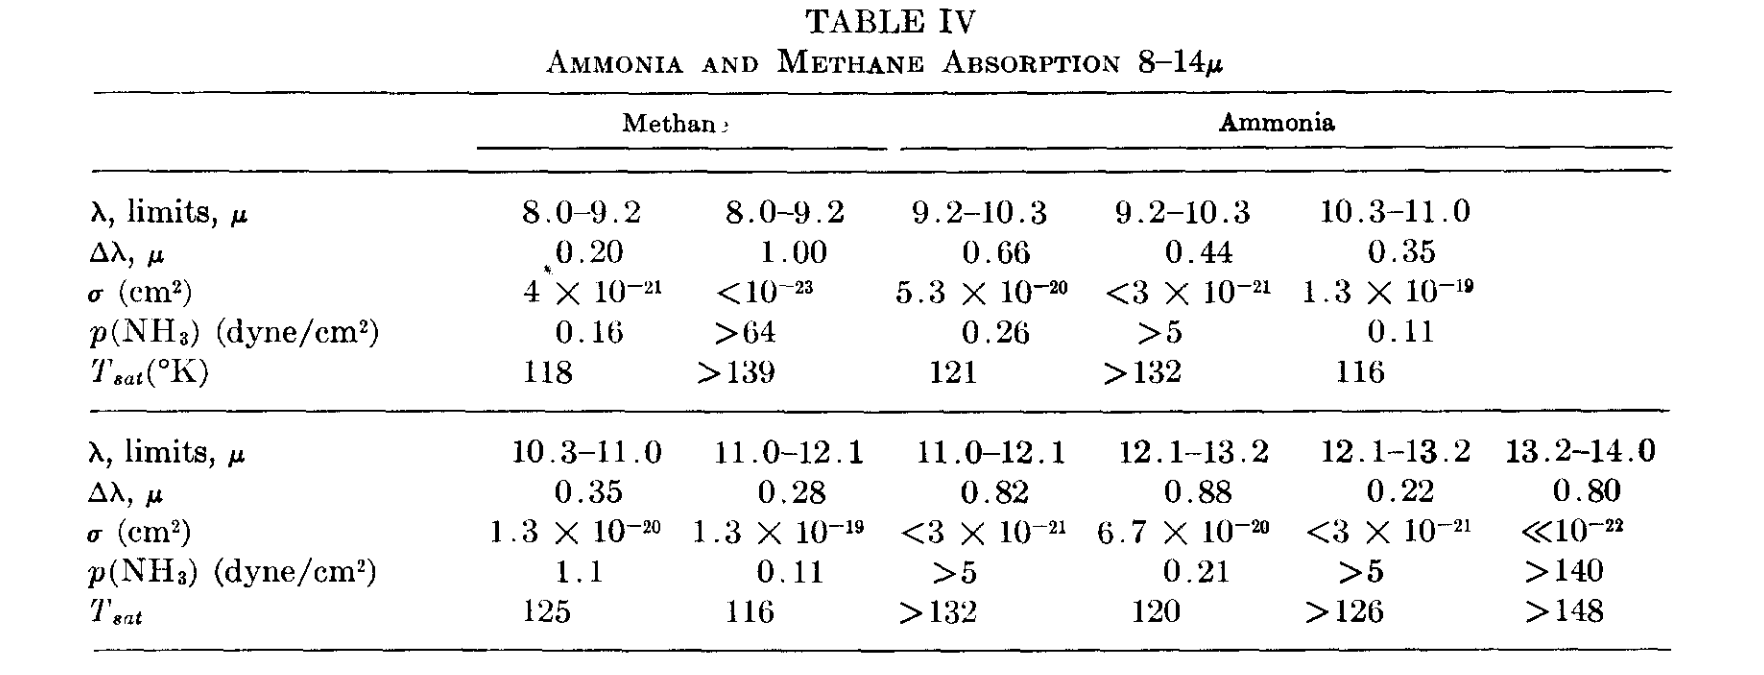 TABLE IV
AMMONIA AND METHANE ABSORPTION 8–14μ
Methane Ammonia
λ, limits, μ 8.0–9.2 8.0–9.2 9.2–10.3 9.2–10.3 10.3–11.0
Δλ, μ 0.20 1.00 0.66 0.44 0.35
σ (cm²) 4 × 10⁻²¹ <10⁻²³ 5.3 × 10⁻²⁰ <3 × 10⁻²¹ 1.3 × 10⁻¹⁹
p(NH₃) (dyne/cm²) 0.16 >64 0.26 >5 0.11
Tsat(°K) 118 >139 121 >132 116
λ, limits, μ 10.3–11.0 11.0–12.1 11.0–12.1 12.1–13.2 12.1–13.2 13.2–14.0
Δλ, μ 0.35 0.28 0.82 0.88 0.22 0.80
σ (cm²) 1.3 × 10⁻²⁰ 1.3 × 10⁻¹⁹ <3 × 10⁻²¹ 6.7 × 10⁻²⁰ <3 × 10⁻²¹ ≪10⁻²²
p(NH₃) (dyne/cm²) 1.1 0.11 >5 0.21 >5 >140
Tsat 125 116 >132 120 >126 >148